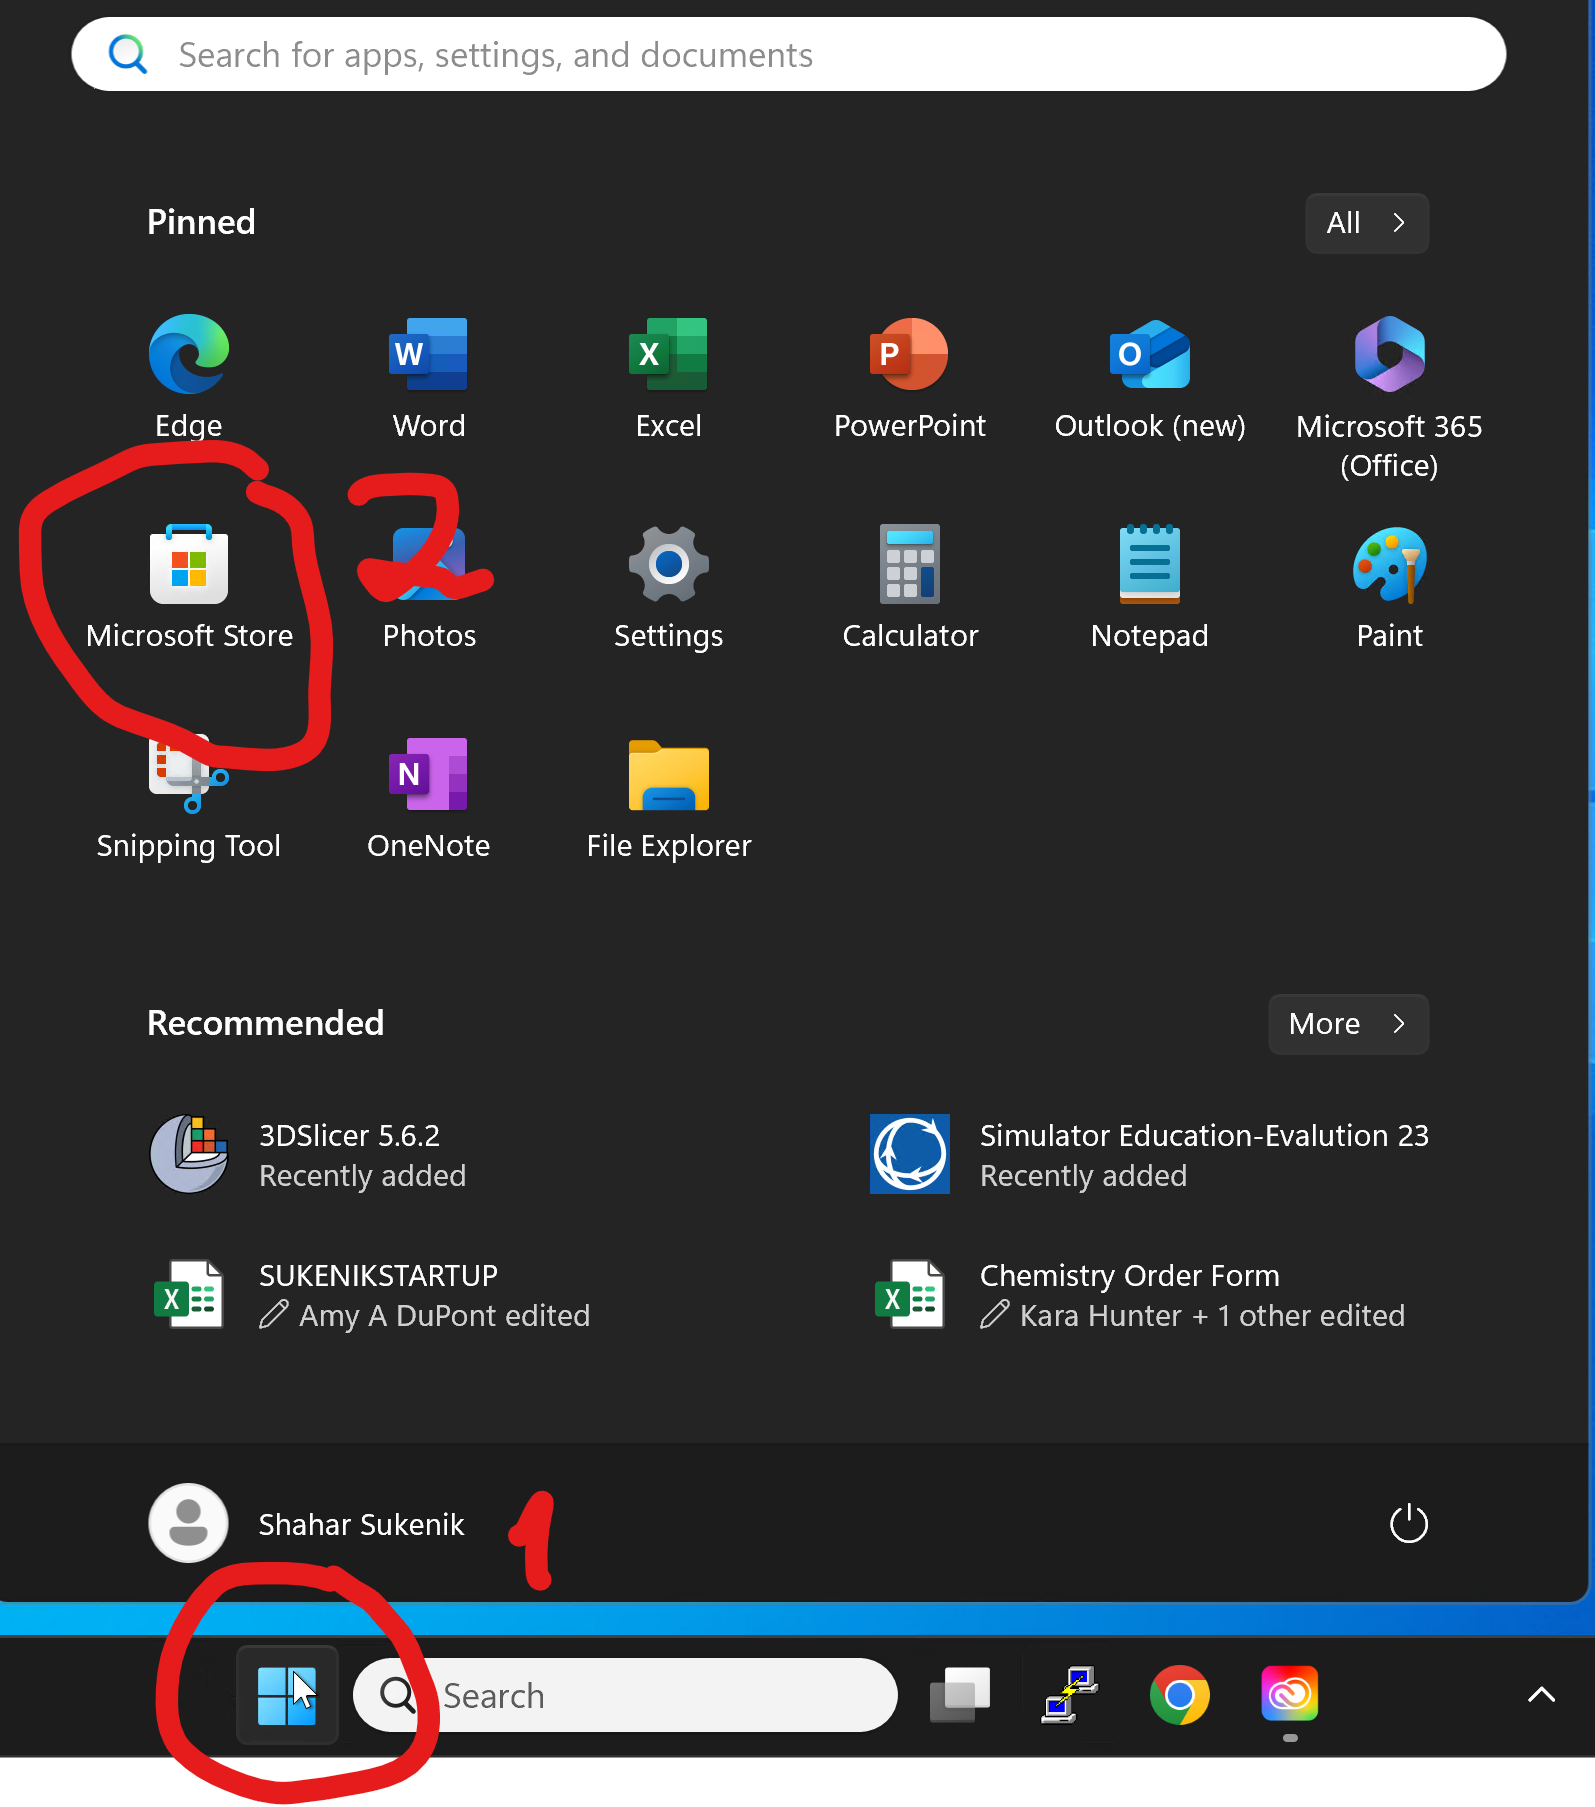 Search for apps, settings, and documents
Pinned
All
Edge
Word
Excel
PowerPoint
Outlook (new)
Microsoft 365
(Office)
2
Microsoft Store
Photos
Settings
Calculator
Notepad
Paint
Snipping Tool
OneNote
File Explorer
Recommended
More
3DSlicer 5.6.2
Recently added
Simulator Education-Evalution 23
Recently added
SUKENIKSTARTUP
Amy A DuPont edited
Chemistry Order Form
Kara Hunter + 1 other edited
Shahar Sukenik
1
Search